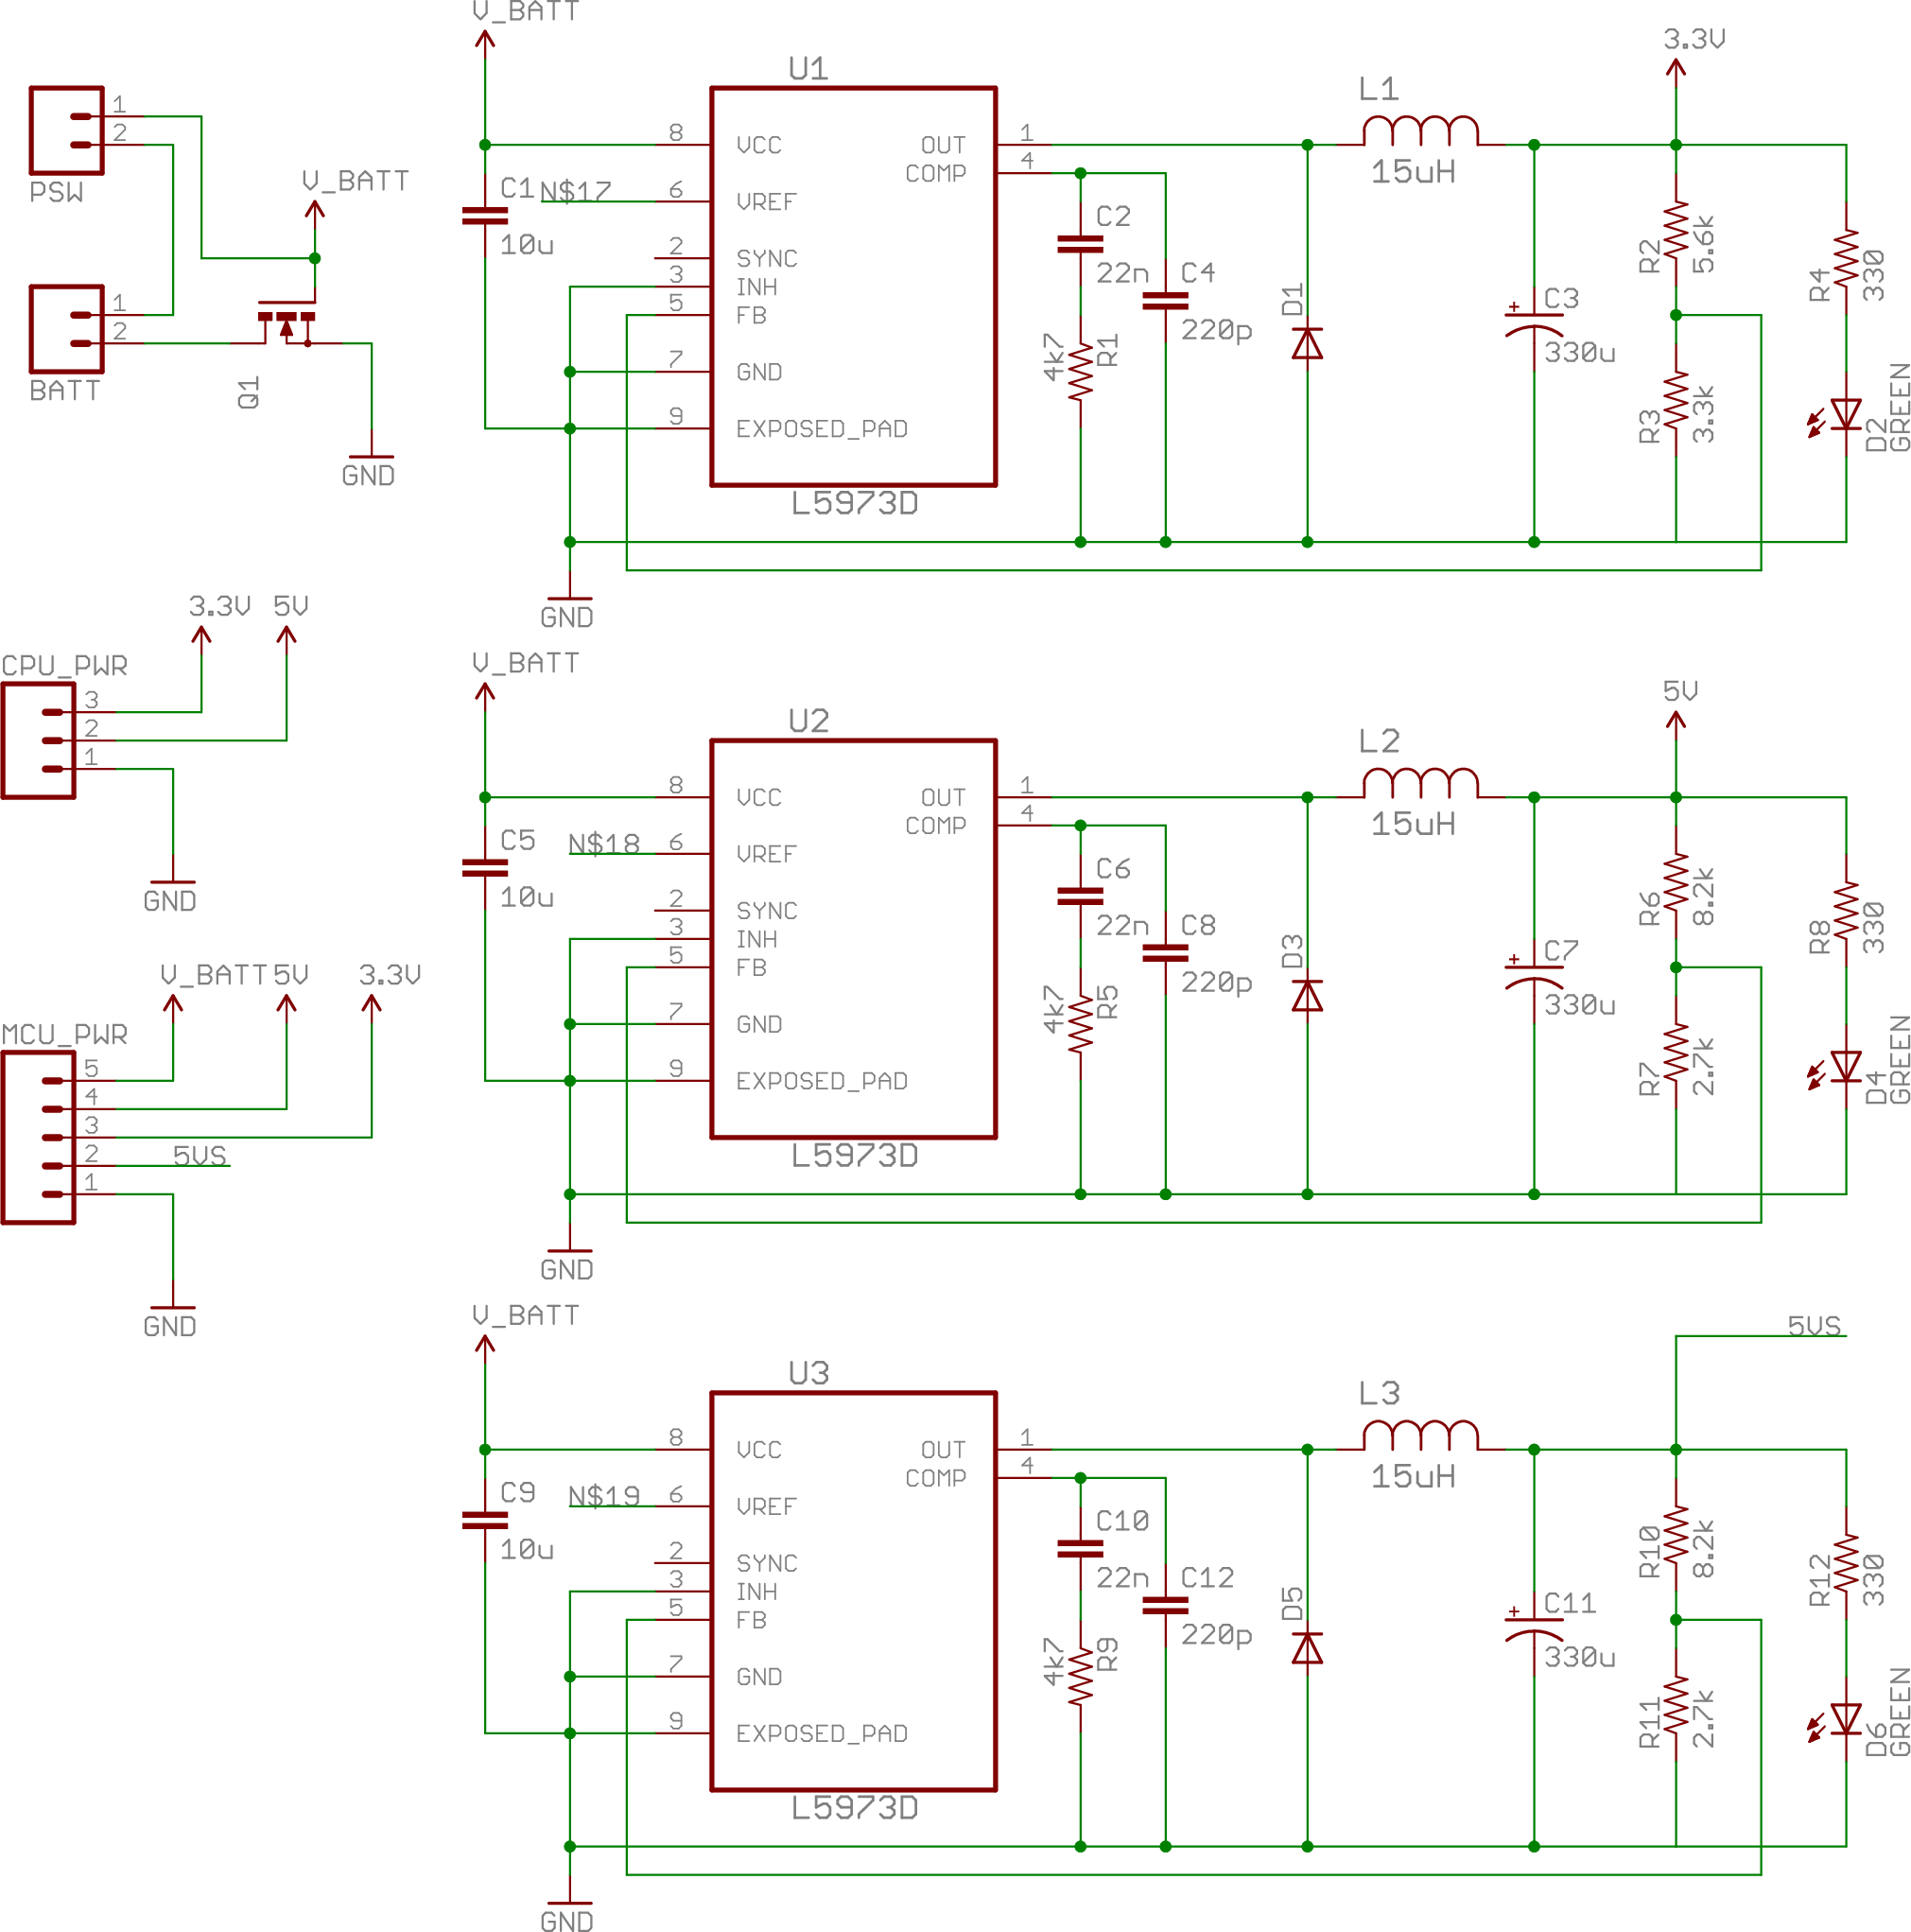 V_BATT
PSW
1
2
V_BATT
BATT
1
2
Q1
GND
U1
8 VCC
6 VREF
2 SYNC
3 INH
5 FB
7 GND
9 EXPOSED_PAD
OUT 1
COMP 4
L5973D
N$17
C1
10u
C2
22n
C4
220p
4k7
R1
D1
L1
15uH
C3
+
330u
3.3V
R2
5.6k
R3
3.3k
R4
330
D2
GREEN
GND
3.3V
5V
CPU_PWR
3
2
1
GND
V_BATT
5V
3.3V
MCU_PWR
5
4
3
2
1
5VS
GND
V_BATT
U2
8 VCC
6 VREF
2 SYNC
3 INH
5 FB
7 GND
9 EXPOSED_PAD
OUT 1
COMP 4
L5973D
N$18
C5
10u
C6
22n
C8
220p
4k7
R5
D3
L2
15uH
C7
+
330u
5V
R6
8.2k
R7
2.7k
R8
330
D4
GREEN
GND
V_BATT
U3
8 VCC
6 VREF
2 SYNC
3 INH
5 FB
7 GND
9 EXPOSED_PAD
OUT 1
COMP 4
L5973D
N$19
C9
10u
C10
22n
C12
220p
4k7
R9
D5
L3
15uH
C11
+
330u
5VS
R10
8.2k
R11
2.7k
R12
330
D6
GREEN
GND